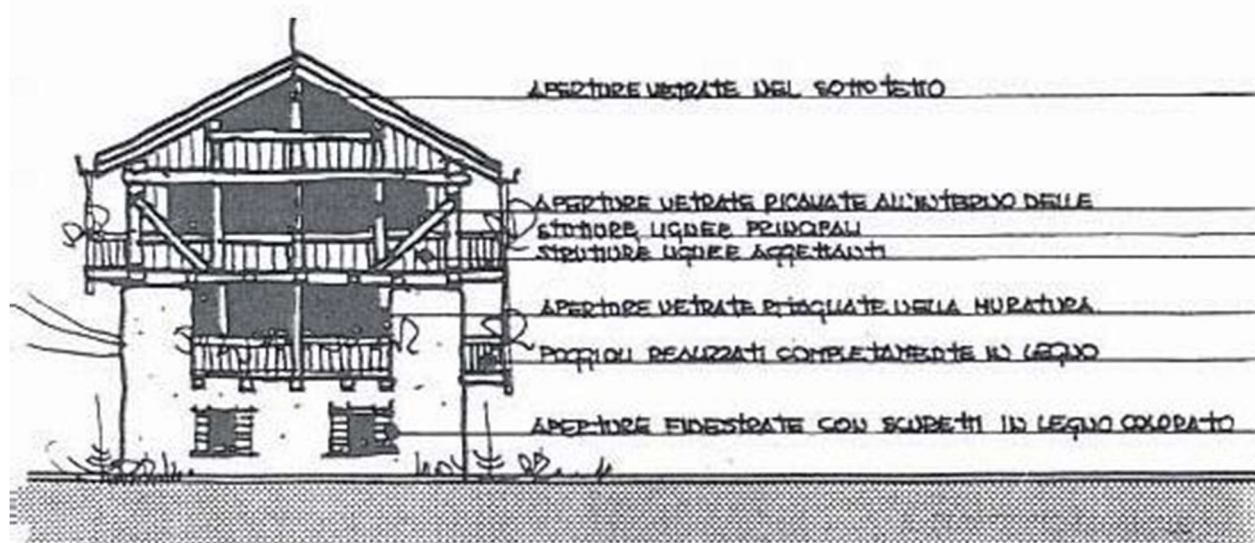 APERTURE VETRATE NEL SOTTOTETTO
APERTURE VETRATE RICAVATE ALL'INTERNO DELLE
STRUTTURE LIGNEE PRINCIPALI
STRUTTURE LIGNEE AGGETTANTI
APERTURE VETRATE RITAGLIATE NELLA MURATURA
POGGIOLI REALIZZATI COMPLETAMENTE IN LEGNO
APERTURE FINESTRATE CON SCURETTI IN LEGNO COLORATO